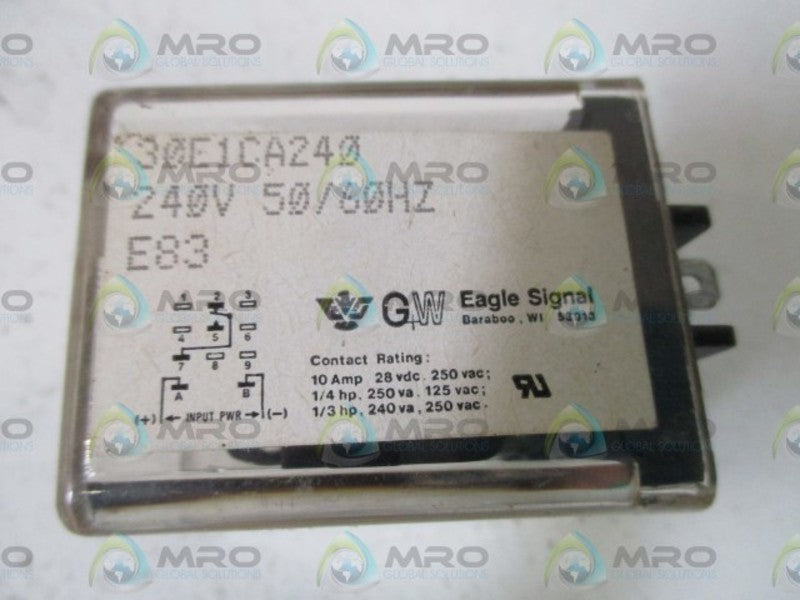 30E1CA240
240V 50/60HZ
E83
1 2 3
4 5 6
7 8 9
A B
(+) INPUT PWR (-)
GW Eagle Signal
Baraboo, WI 53913
Contact Rating:
10 Amp 28 vdc. 250 vac;
1/4 hp, 250 va. 125 vac;
1/3 hp, 240 va, 250 vac.
MRO
GLOBAL SOLUTIONS